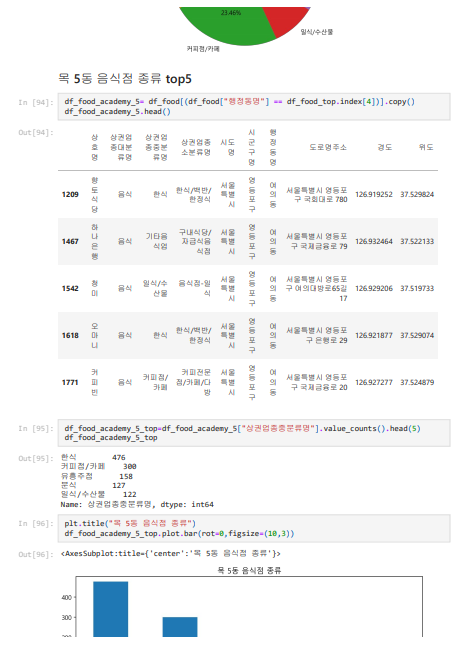 23.46%
일식/수산물
커피점/카페
목 5동 음식점 종류 top5
In [94]: df_food_academy_5= df_food[(df_food["행정동명"] == df_food_top.index[4])].copy()
df_food_academy_5.head()
Out[94]:
상호명 상권업종대분류명 상권업종중분류명 상권업종소분류명 시도명 시군구명 행정동명 도로명주소 경도 위도
1209 향토식당 음식 한식 한식/백반/한정식 서울특별시 영등포구 여의동 서울특별시 영등포구 국회대로 780 126.919252 37.529824
1467 하나은행 음식 기타음식업 구내식당/자급식음식점 서울특별시 영등포구 여의동 서울특별시 영등포구 국제금융로 79 126.932464 37.522133
1542 청미 음식 일식/수산물 음식점-일식 서울특별시 영등포구 여의동 서울특별시 영등포구 여의대방로65길 17 126.929206 37.519733
1618 오마니 음식 한식 한식/백반/한정식 서울특별시 영등포구 여의동 서울특별시 영등포구 은행로 29 126.921877 37.529074
1771 커피빈 음식 커피점/카페 커피전문점/카페/다방 서울특별시 영등포구 여의동 서울특별시 영등포구 국제금융로 20 126.927277 37.524879
In [95]: df_food_academy_5_top=df_food_academy_5["상권업종중분류명"].value_counts().head(5)
df_food_academy_5_top
Out[95]: 한식 476
커피점/카페 300
유흥주점 158
분식 127
일식/수산물 122
Name: 상권업종중분류명, dtype: int64
In [96]: plt.title("목 5동 음식점 종류")
df_food_academy_5_top.plot.bar(rot=0,figsize=(10,3))
Out[96]: <AxesSubplot:title={'center':'목 5동 음식점 종류'}>
목 5동 음식점 종류
400
300